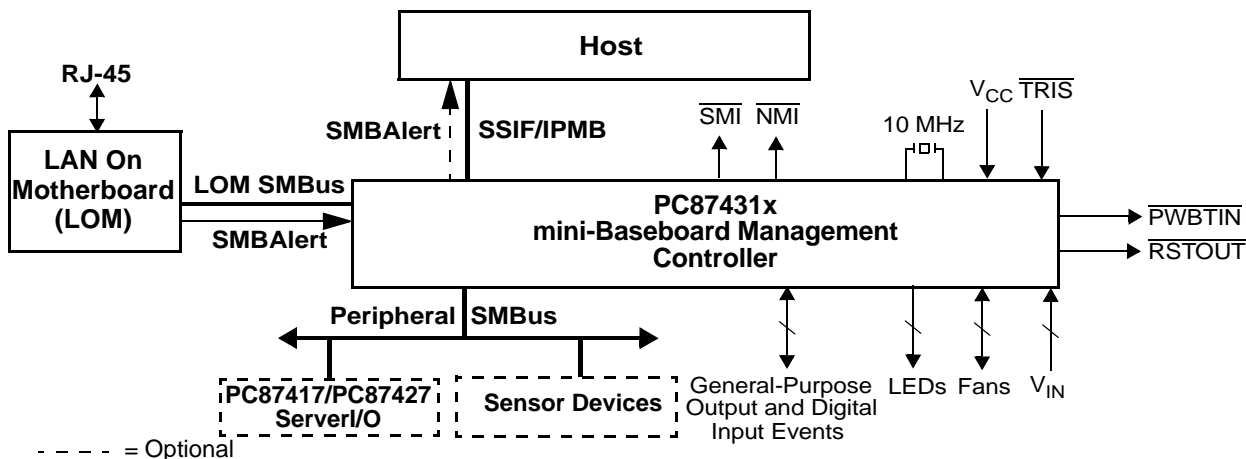 Host
RJ-45
SMBAlert
SSIF/IPMB
SMI
NMI
10 MHz
VCC
TRIS
LAN On
Motherboard
(LOM)
LOM SMBus
SMBAlert
PC87431x
mini-Baseboard Management
Controller
PWBTIN
RSTOUT
Peripheral SMBus
PC87417/PC87427
ServerI/O
Sensor Devices
General-Purpose
Output and Digital
Input Events
LEDs
Fans
VIN
= Optional